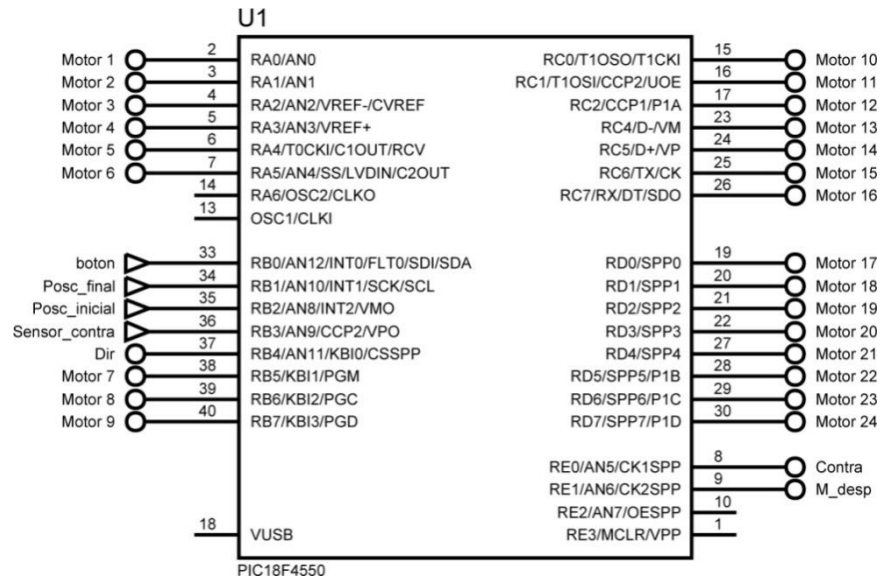 U1
Motor 1 2 RA0/AN0 RC0/T1OSO/T1CKI 15 Motor 10
Motor 2 3 RA1/AN1 RC1/T1OSI/CCP2/UOE 16 Motor 11
Motor 3 4 RA2/AN2/VREF-/CVREF RC2/CCP1/P1A 17 Motor 12
Motor 4 5 RA3/AN3/VREF+ RC4/D-/VM 23 Motor 13
Motor 5 6 RA4/T0CKI/C1OUT/RCV RC5/D+/VP 24 Motor 14
Motor 6 7 RA5/AN4/SS/LVDIN/C2OUT RC6/TX/CK 25 Motor 15
14 RA6/OSC2/CLKO RC7/RX/DT/SDO 26 Motor 16
13 OSC1/CLKI
boton 33 RB0/AN12/INT0/FLT0/SDI/SDA RD0/SPP0 19 Motor 17
Posc_final 34 RB1/AN10/INT1/SCK/SCL RD1/SPP1 20 Motor 18
Posc_inicial 35 RB2/AN8/INT2/VMO RD2/SPP2 21 Motor 19
Sensor_contra 36 RB3/AN9/CCP2/VPO RD3/SPP3 22 Motor 20
Dir 37 RB4/AN11/KBI0/CSSPP RD4/SPP4 27 Motor 21
Motor 7 38 RB5/KBI1/PGM RD5/SPP5/P1B 28 Motor 22
Motor 8 39 RB6/KBI2/PGC RD6/SPP6/P1C 29 Motor 23
Motor 9 40 RB7/KBI3/PGD RD7/SPP7/P1D 30 Motor 24
RE0/AN5/CK1SPP 8 Contra
RE1/AN6/CK2SPP 9 M_desp
RE2/AN7/OESPP 10
18 VUSB RE3/MCLR/VPP 1
PIC18F4550